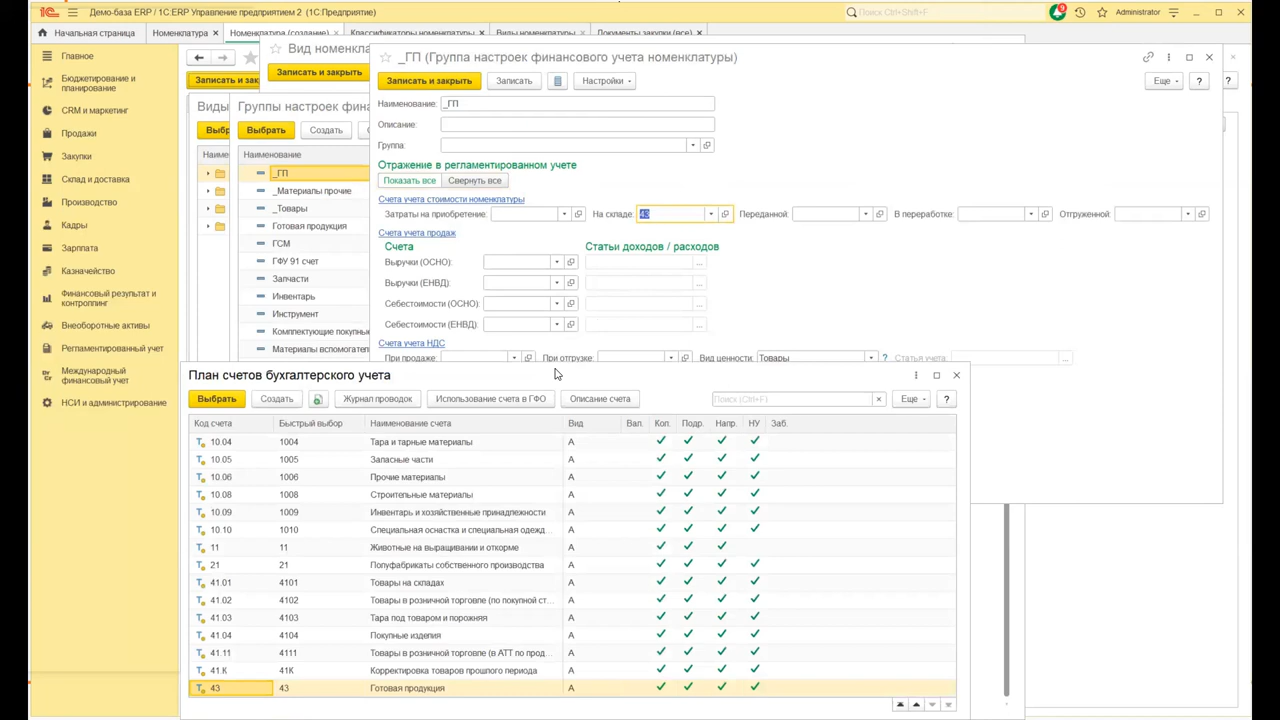 Демо-база ERP / 1С:ERP Управление предприятием 2 (1С:Предприятие)
Поиск Ctrl+Shift+F
Administrator
Начальная страница
Номенклатура ×
Номенклатура (создание) ×
Классификаторы номенклатуры ×
Виды номенклатуры ×
Документы закупки (все) ×
Главное
Бюджетирование и
планирование
CRM и маркетинг
Продажи
Закупки
Склад и доставка
Производство
Кадры
Зарплата
Казначейство
Финансовый результат и
контроллинг
Внеоборотные активы
Регламентированный учет
Международный
финансовый учет
НСИ и администрирование
Записать и зак
Виды
Выбр
Наиме
Вид номенкла
Записать и закрыть
Группы настроек фин
Выбрать
Создать
Наименование
_ГП
_Материалы прочие
_Товары
Готовая продукция
ГСМ
ГФУ 91 счет
Запчасти
Инвентарь
Инструмент
Комплектующие покупны
Материалы вспомогател
_ГП (Группа настроек финансового учета номенклатуры)
Записать и закрыть
Записать
Настройки
Еще
?
Наименование: _ГП
Описание:
Группа:
Отражение в регламентированном учете
Показать все
Свернуть все
Счета учета стоимости номенклатуры
Затраты на приобретение:
На складе: 43
Переданной:
В переработке:
Отгруженной:
Счета учета продаж
Счета
Статьи доходов / расходов
Выручки (ОСНО):
Выручки (ЕНВД):
Себестоимости (ОСНО):
Себестоимости (ЕНВД):
Счета учета НДС
При продаже:
При отгрузке:
Вид ценности: Товары
?
Статья учета:
План счетов бухгалтерского учета
Выбрать
Создать
Журнал проводок
Использование счета в ГФО
Описание счета
Поиск (Ctrl+F)
×
Еще
?
Код счета Быстрый выбор Наименование счета Вид Вал. Кол. Подр. Напр. НУ Заб.
10.04 1004 Тара и тарные материалы А
10.05 1005 Запасные части А
10.06 1006 Прочие материалы А
10.08 1008 Строительные материалы А
10.09 1009 Инвентарь и хозяйственные принадлежности А
10.10 1010 Специальная оснастка и специальная одежд... А
11 11 Животные на выращивании и откорме А
21 21 Полуфабрикаты собственного производства А
41.01 4101 Товары на складах А
41.02 4102 Товары в розничной торговле (по покупной ст... А
41.03 4103 Тара под товаром и порожняя А
41.04 4104 Покупные изделия А
41.11 4111 Товары в розничной торговле (в АТТ по прод... А
41.К 41К Корректировка товаров прошлого периода А
43 43 Готовая продукция А